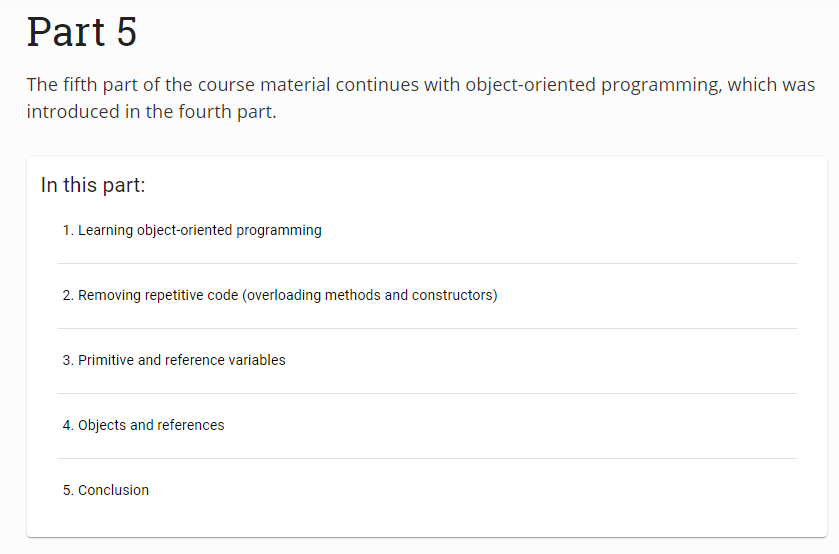 Part 5
The fifth part of the course material continues with object-oriented programming, which was
introduced in the fourth part.
In this part:
1. Learning object-oriented programming
2. Removing repetitive code (overloading methods and constructors)
3. Primitive and reference variables
4. Objects and references
5. Conclusion